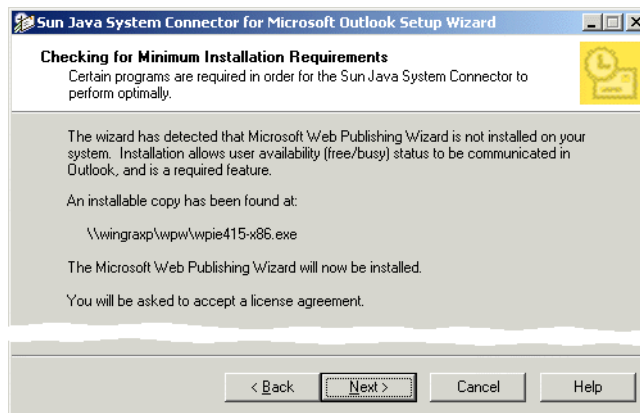 Sun Java System Connector for Microsoft Outlook Setup Wizard
Checking for Minimum Installation Requirements
Certain programs are required in order for the Sun Java System Connector to
perform optimally.
The wizard has detected that Microsoft Web Publishing Wizard is not installed on your
system.  Installation allows user availability (free/busy) status to be communicated in
Outlook, and is a required feature.
An installable copy has been found at:
\\wingraxp\wpw\wpie415-x86.exe
The Microsoft Web Publishing Wizard will now be installed.
You will be asked to accept a license agreement.
< Back Next > Cancel Help